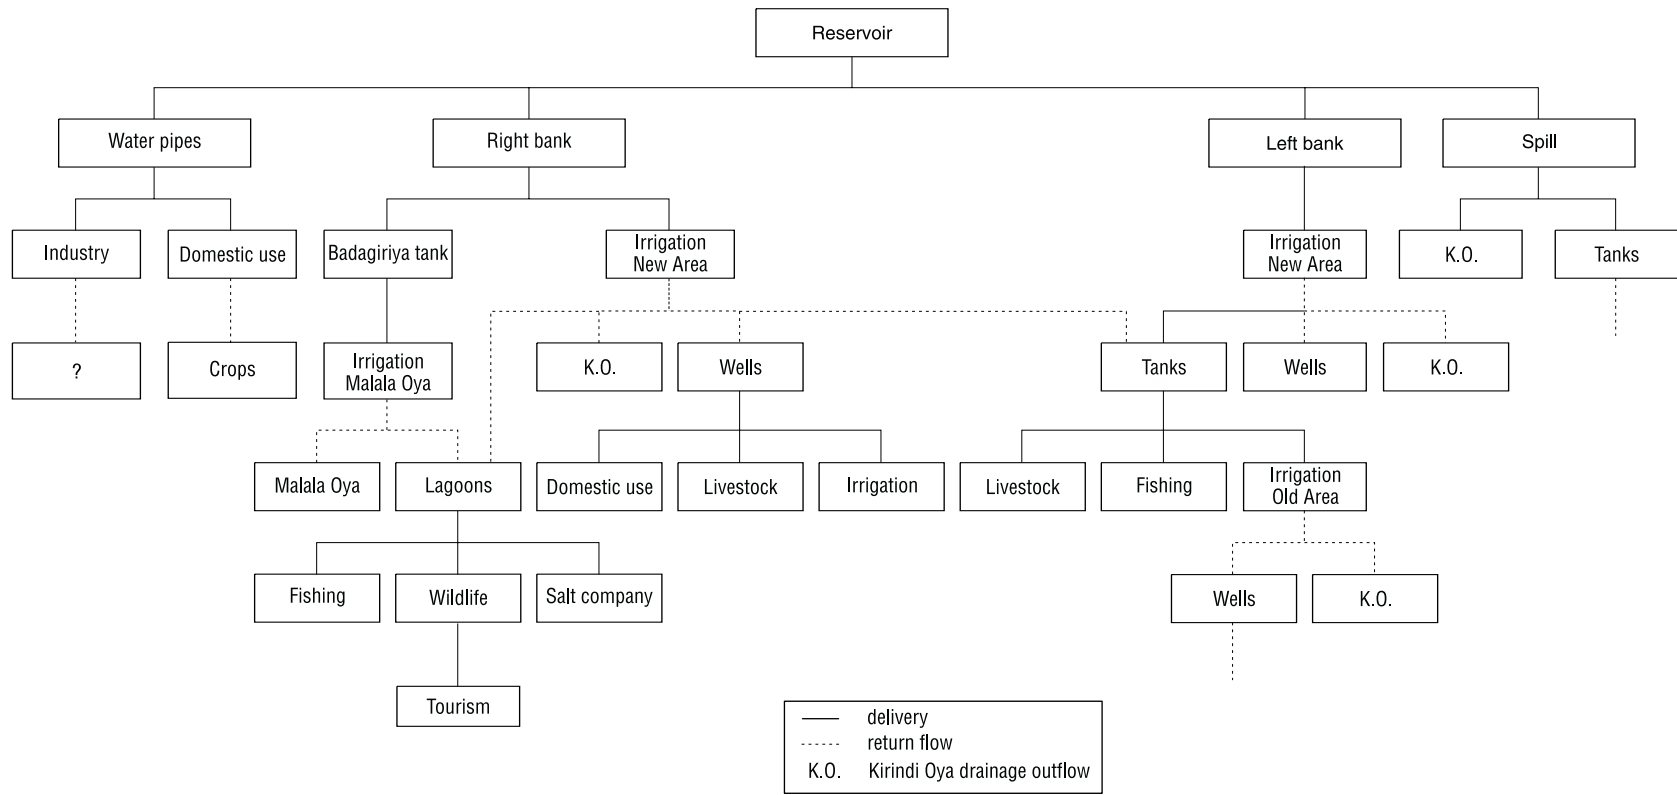 Reservoir
Water pipes
Right bank
Left bank
Spill
Industry
Domestic use
Badagiriya tank
Irrigation
New Area
Irrigation
New Area
K.O.
Tanks
?
Crops
Irrigation
Malala Oya
K.O.
Wells
Tanks
Wells
K.O.
Malala Oya
Lagoons
Domestic use
Livestock
Irrigation
Livestock
Fishing
Irrigation
Old Area
Fishing
Wildlife
Salt company
Wells
K.O.
Tourism
delivery
return flow
K.O. Kirindi Oya drainage outflow